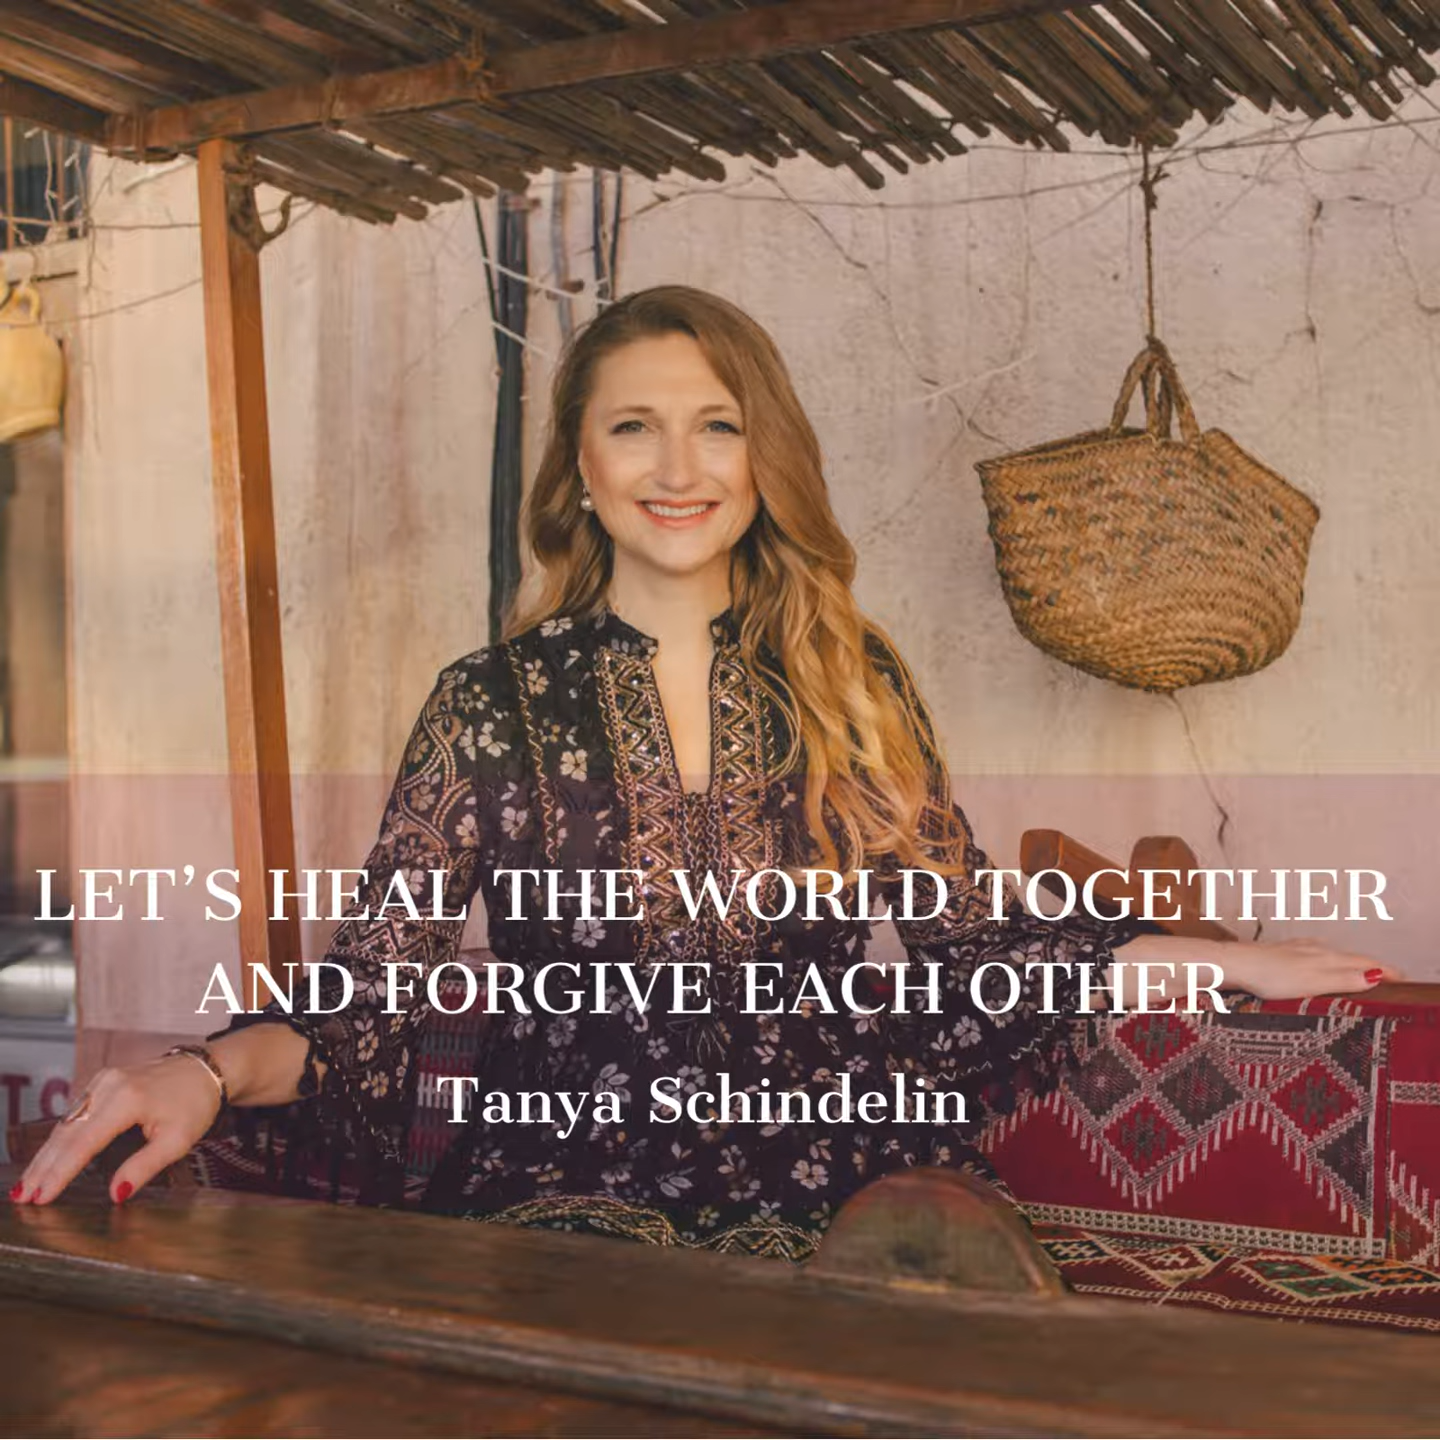 LET’S HEAL THE WORLD TOGETHER
AND FORGIVE EACH OTHER
Tanya Schindelin